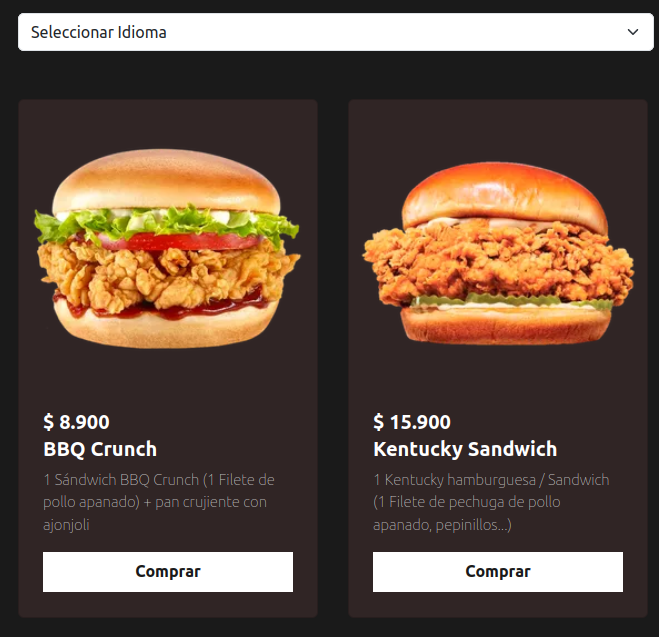 Seleccionar Idioma
$ 8.900
BBQ Crunch
1 Sándwich BBQ Crunch (1 Filete de
pollo apanado) + pan crujiente con
ajonjoli
Comprar
$ 15.900
Kentucky Sandwich
1 Kentucky hamburguesa / Sandwich
(1 Filete de pechuga de pollo
apanado, pepinillos...)
Comprar